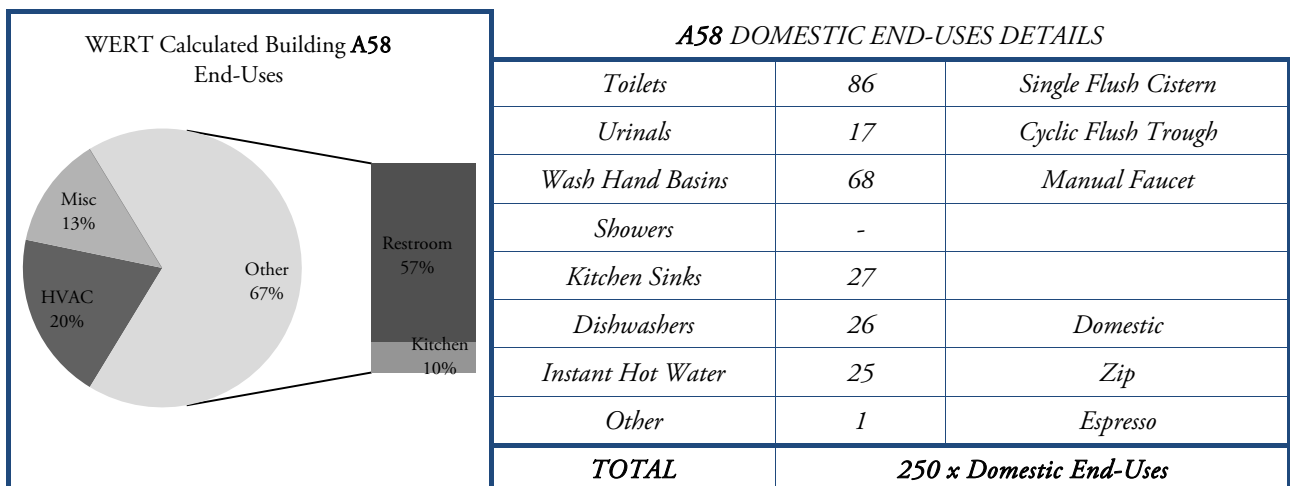 WERT Calculated Building A58
End-Uses
Misc
13%
HVAC
20%
Other
67%
Restroom
57%
Kitchen
10%
A58 DOMESTIC END-USES DETAILS
Toilets 86 Single Flush Cistern
Urinals 17 Cyclic Flush Trough
Wash Hand Basins 68 Manual Faucet
Showers -
Kitchen Sinks 27
Dishwashers 26 Domestic
Instant Hot Water 25 Zip
Other 1 Espresso
TOTAL 250 x Domestic End-Uses